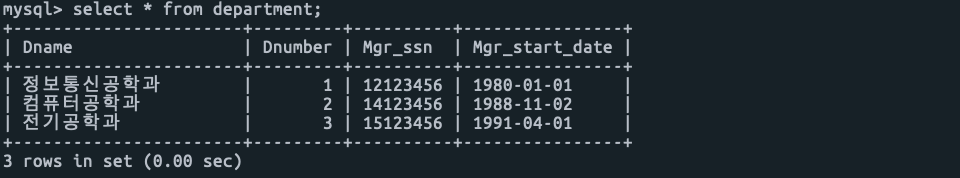 mysql> select * from department;
+-----------------------+---------+----------+----------------+
| Dname                 | Dnumber | Mgr_ssn  | Mgr_start_date |
+-----------------------+---------+----------+----------------+
| 정보통신공학과        |       1 | 12123456 | 1980-01-01     |
| 컴퓨터공학과          |       2 | 14123456 | 1988-11-02     |
| 전기공학과            |       3 | 15123456 | 1991-04-01     |
+-----------------------+---------+----------+----------------+
3 rows in set (0.00 sec)